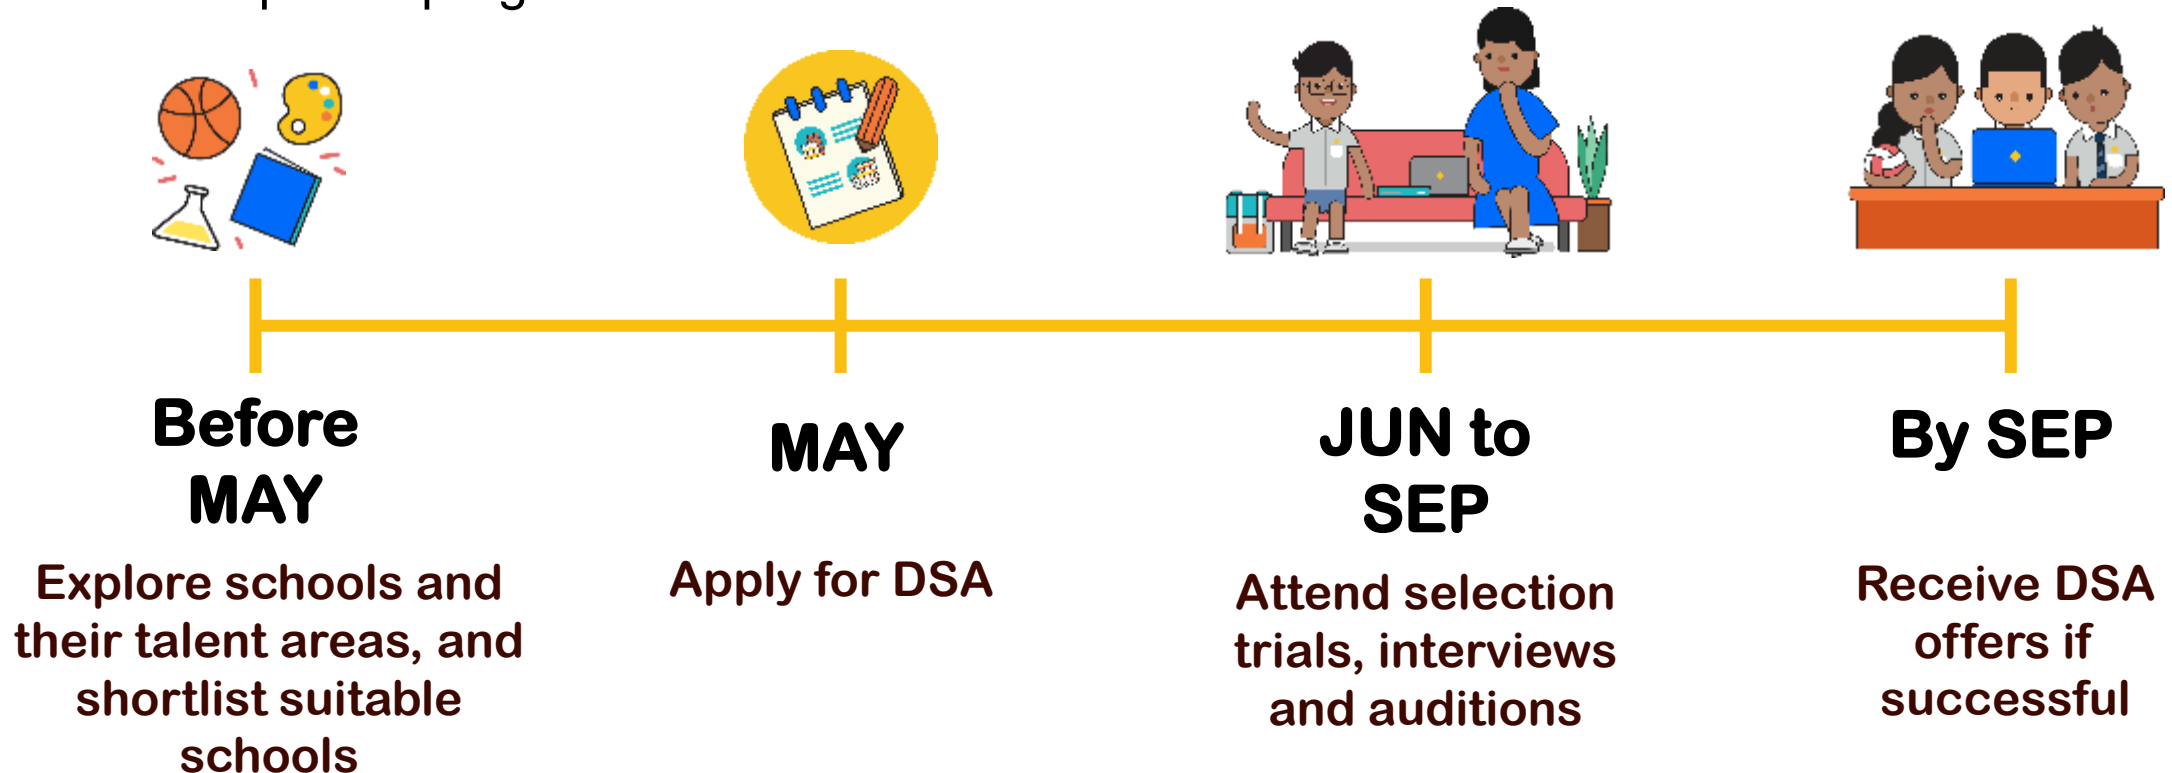 Before
MAY
Explore schools and
their talent areas, and
shortlist suitable
schools
MAY
Apply for DSA
JUN to
SEP
Attend selection
trials, interviews
and auditions
By SEP
Receive DSA
offers if
successful